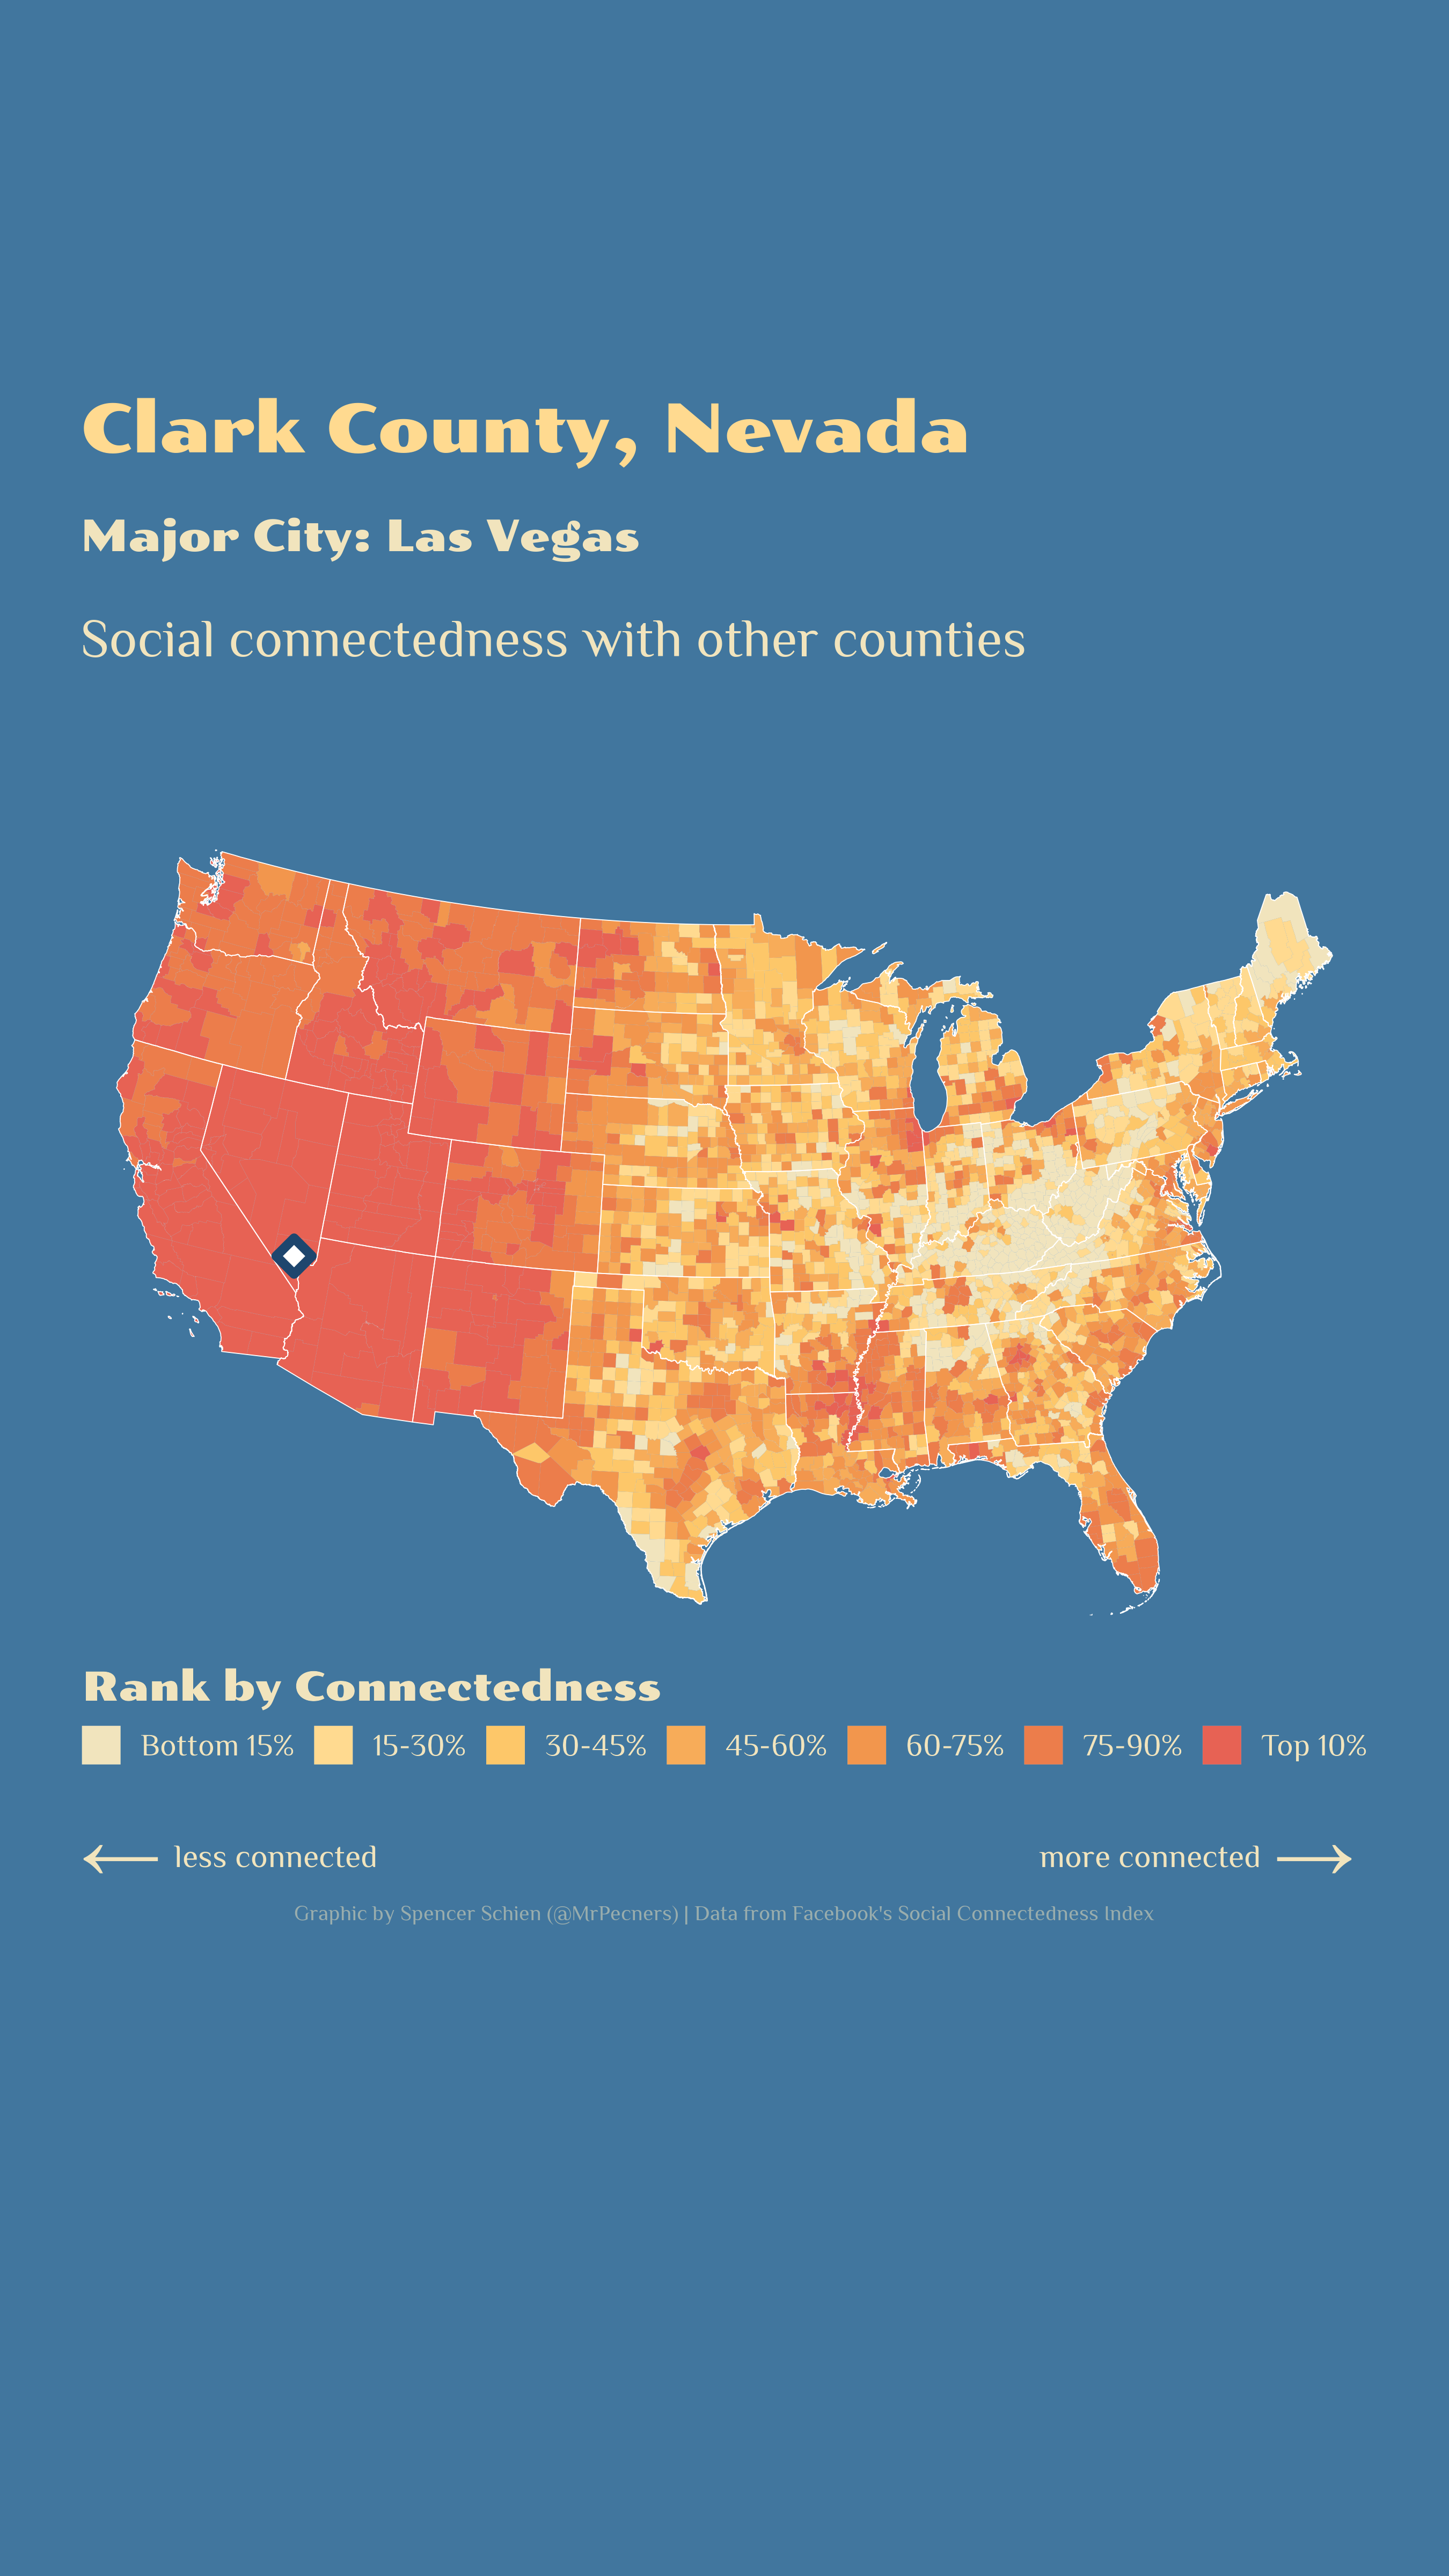 Clark County, Nevada
Major City: Las Vegas
Social connectedness with other counties
Rank by Connectedness
Bottom 15% 15-30% 30-45% 45-60% 60-75% 75-90% Top 10%
← less connected more connected →
Graphic by Spencer Schien (@MrPecners) | Data from Facebook's Social Connectedness Index